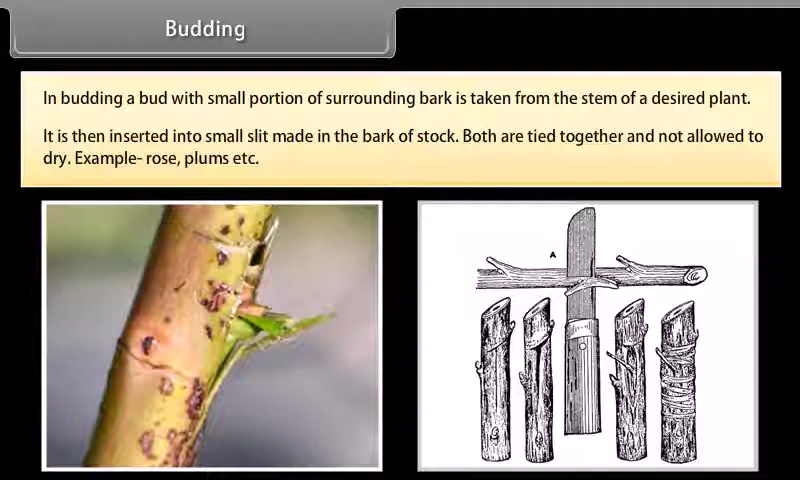 Budding
In budding a bud with small portion of surrounding bark is taken from the stem of a desired plant.
It is then inserted into small slit made in the bark of stock. Both are tied together and not allowed to
dry. Example- rose, plums etc.
A